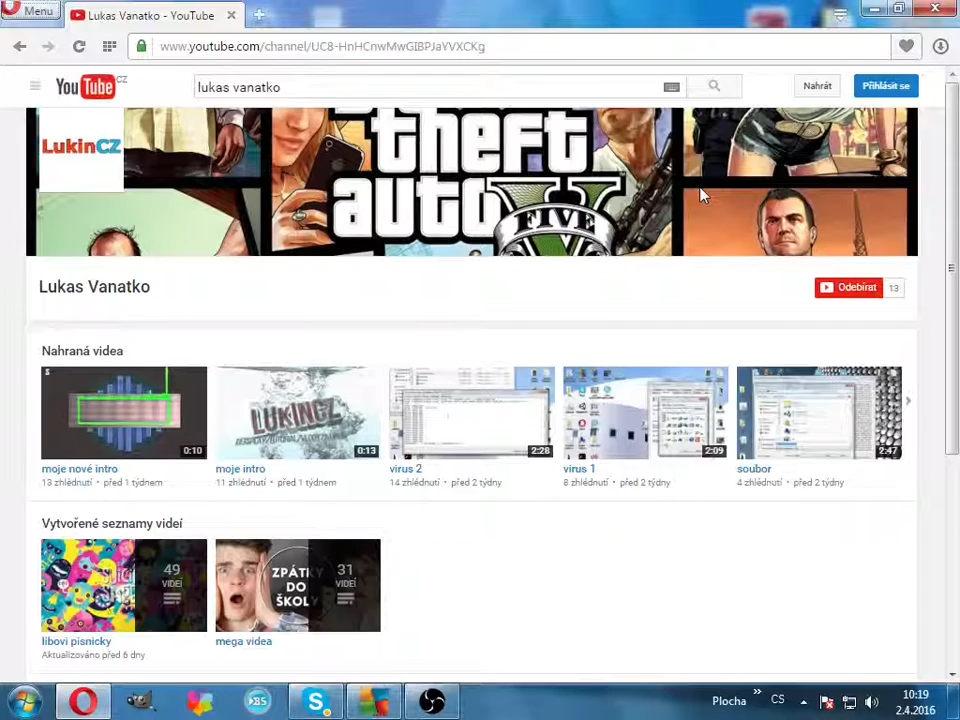 Menu
Lukas Vanatko - YouTube
www.youtube.com/channel/UC8-HnHCnwMwGIBPJaYVXCKg
YouTube CZ
lukas vanatko
Nahrát
Přihlásit se
LukinCZ
theft
auto
FIVE
Lukas Vanatko
Odebírat
13
Nahraná videa
0:10
LUKINCZ
0:13
2:28
2:09
2:47
moje nové intro
moje intro
virus 2
virus 1
soubor
13 zhlédnutí • před 1 týdnem
11 zhlédnutí • před 1 týdnem
14 zhlédnutí • před 2 týdny
8 zhlédnutí • před 2 týdny
4 zhlédnutí • před 2 týdny
Vytvořené seznamy videí
49
VIDEÍ
ZPÁTKY
DO
ŠKOLY
31
VIDEÍ
libovi pisnicky
mega videa
Aktualizováno před 6 dny
Plocha
CS
10:19
2.4.2016